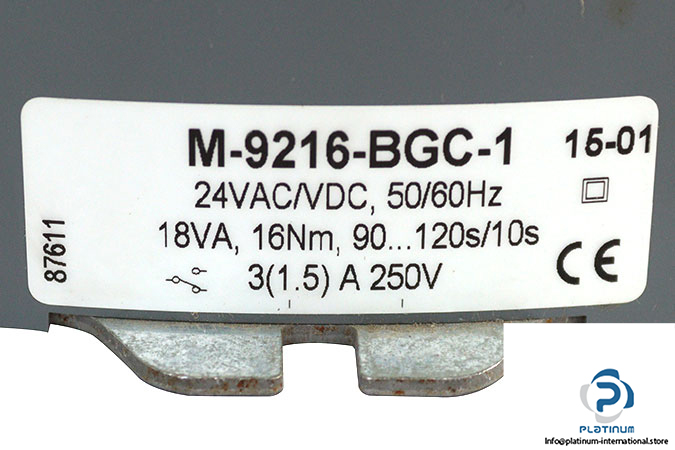 M-9216-BGC-1
15-01
24VAC/VDC, 50/60Hz
18VA, 16Nm, 90...120s/10s
3(1.5) A 250V
CE
87611
PLATINUM
Info@platinum-international.store